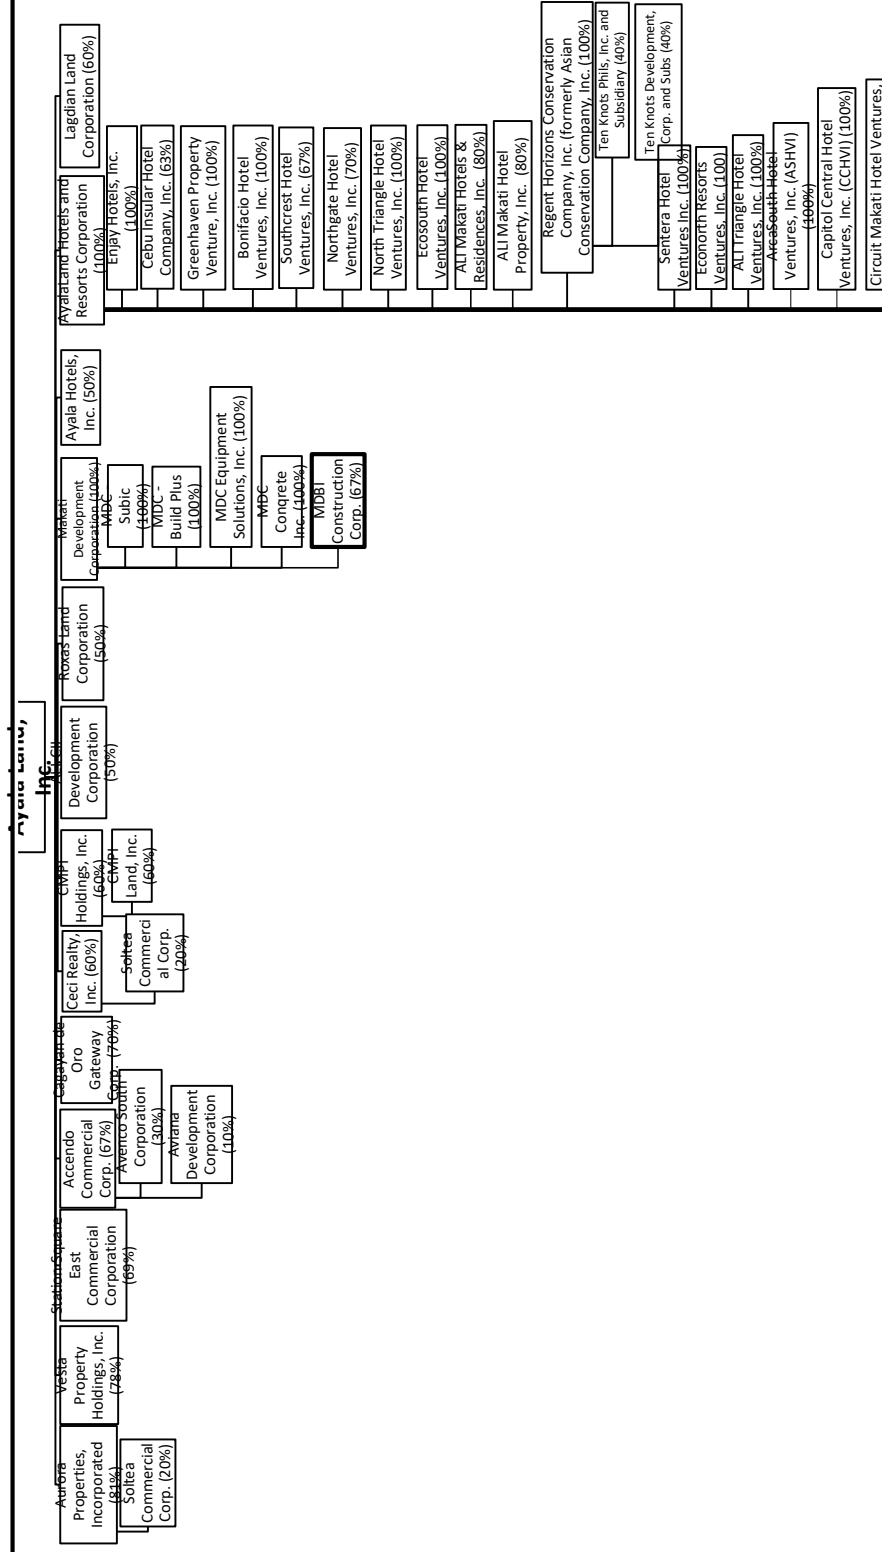 Ayala Land,
Inc.
Aurora
Properties,
Incorporated
(81%)
Soltea
Commercial
Corp. (20%)
Vesta
Property
Holdings, Inc.
(78%)
Station Square
East
Commercial
Corporation
(69%)
Accendo
Commercial
Corp. (67%)
Avenco South
Corporation
(30%)
Aviana
Development
Corporation
(10%)
Cagayan de
Oro
Gateway
Corp. (70%)
Ceci Realty,
Inc. (60%)
Soltea
Commerci
al Corp.
(20%)
CMPI
Holdings, Inc.
(60%)
CMPI
Land, Inc.
(60%)
ALI-CII
Development
Corporation
(50%)
Roxas Land
Corporation
(50%)
Makati
Development
Corporation (100%)
MDC
Subic
(100%)
MDC -
Build Plus
(100%)
MDC Equipment
Solutions, Inc. (100%)
MDC
Conqrete
Inc. (100%)
MDBI
Construction
Corp. (67%)
Ayala Hotels,
Inc. (50%)
AyalaLand Hotels and
Resorts Corporation
(100%)
Enjay Hotels, Inc.
(100%)
Cebu Insular Hotel
Company, Inc. (63%)
Greenhaven Property
Venture, Inc. (100%)
Bonifacio Hotel
Ventures, Inc. (100%)
Southcrest Hotel
Ventures, Inc. (67%)
Northgate Hotel
Ventures, Inc. (70%)
North Triangle Hotel
Ventures, Inc. (100%)
Ecosouth Hotel
Ventures, Inc. (100%)
ALI Makati Hotels &
Residences, Inc. (80%)
ALI Makati Hotel
Property, Inc. (80%)
Regent Horizons Conservation
Company, Inc. (formerly Asian
Conservation Company, Inc. (100%)
Ten Knots Phils, Inc. and
Subsidiary (40%)
Ten Knots Development,
Corp. and Subs (40%)
Sentera Hotel
Ventures Inc. (100%)
Econorth Resorts
Ventures, Inc. (100)
ALI Triangle Hotel
Ventures, Inc. (100%)
ArcaSouth Hotel
Ventures, Inc. (ASHVI)
(100%)
Capitol Central Hotel
Ventures, Inc. (CCHVI) (100%)
Circuit Makati Hotel Ventures,
Lagdian Land
Corporation (60%)